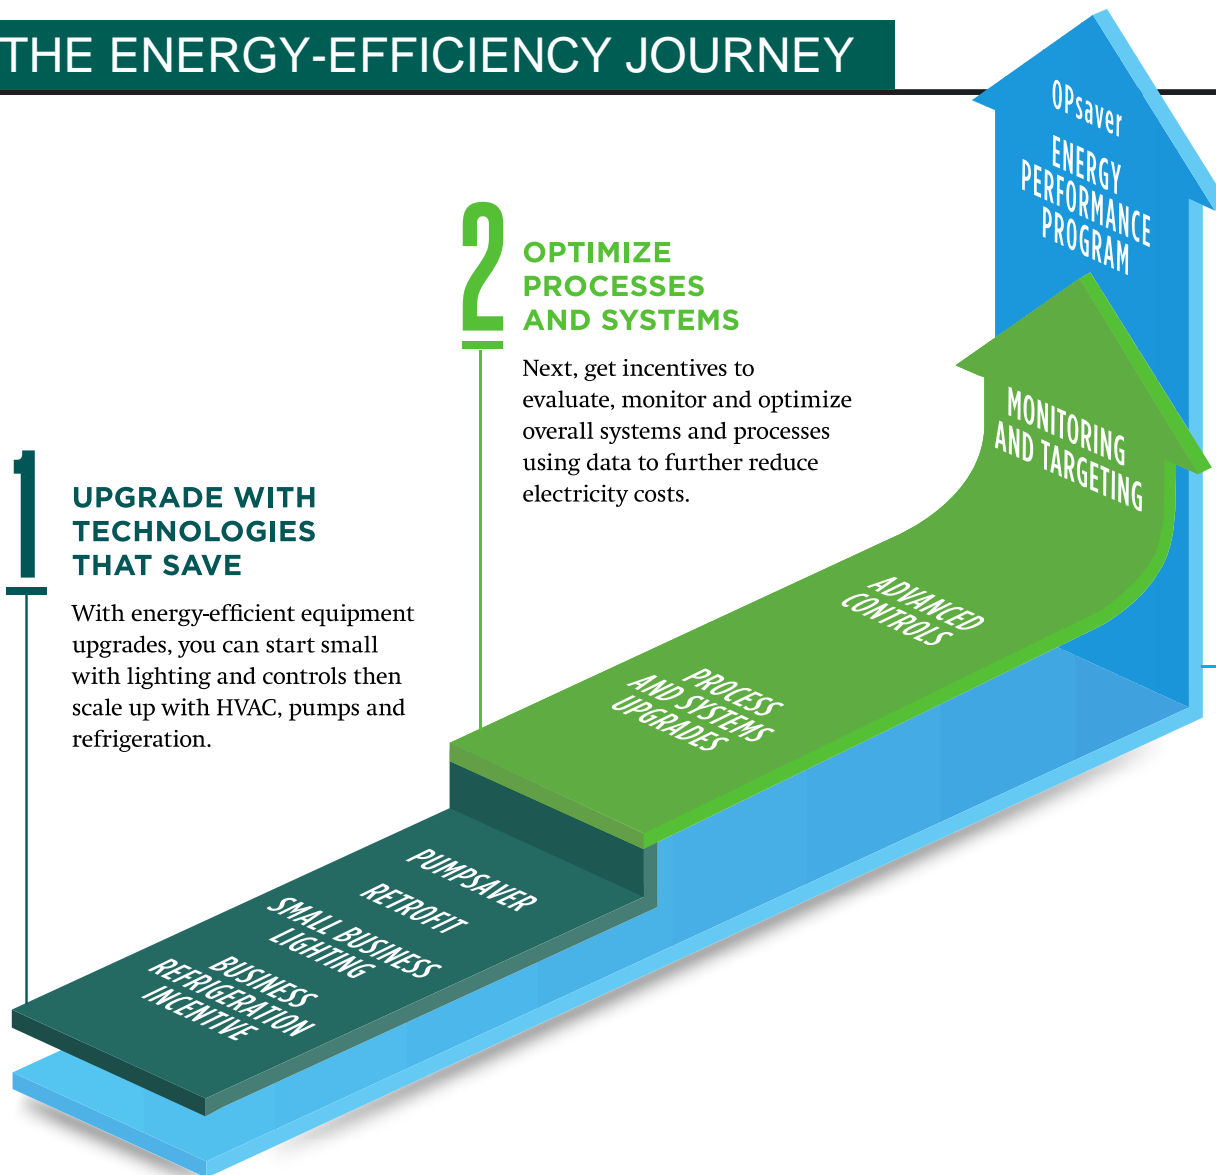 THE ENERGY-EFFICIENCY JOURNEY
1
UPGRADE WITH
TECHNOLOGIES
THAT SAVE
With energy-efficient equipment
upgrades, you can start small
with lighting and controls then
scale up with HVAC, pumps and
refrigeration.
2
OPTIMIZE
PROCESSES
AND SYSTEMS
Next, get incentives to
evaluate, monitor and optimize
overall systems and processes
using data to further reduce
electricity costs.
OPsaver
ENERGY
PERFORMANCE
PROGRAM
MONITORING
AND TARGETING
ADVANCED
CONTROLS
PROCESS
AND SYSTEMS
UPGRADES
PUMPSAVER
RETROFIT
SMALL BUSINESS
LIGHTING
BUSINESS
REFRIGERATION
INCENTIVE